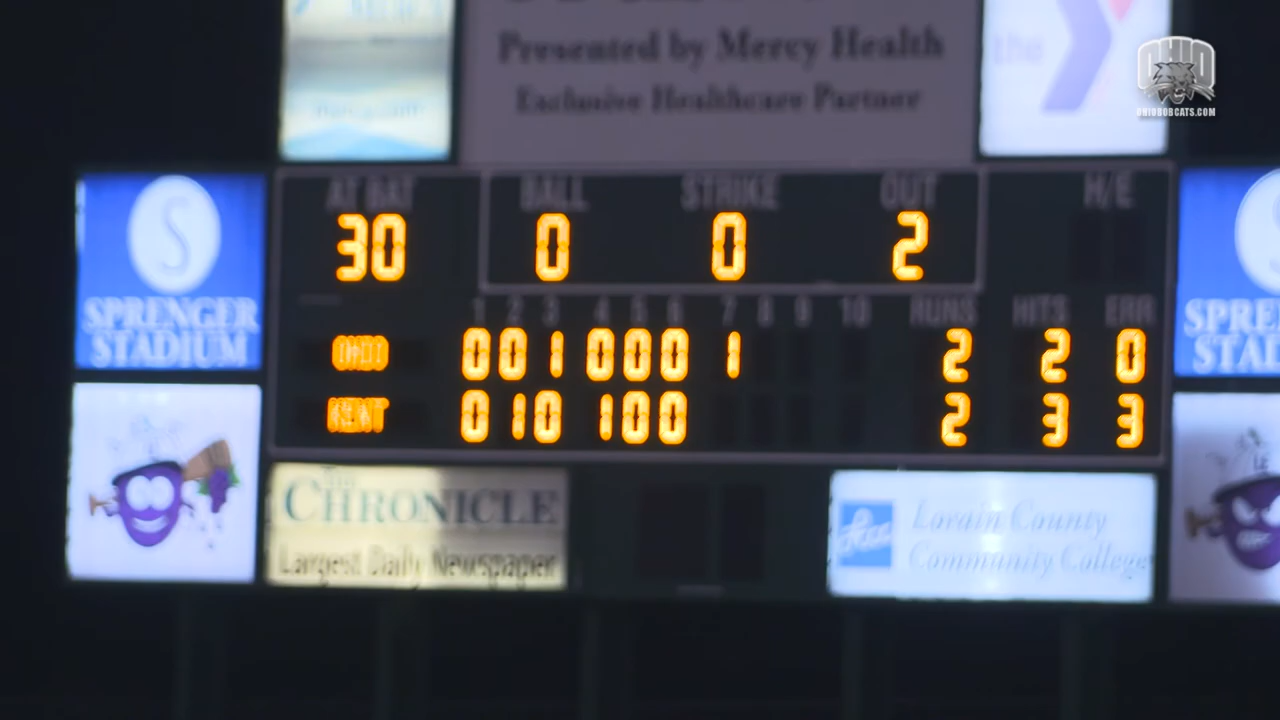 Presented by Mercy Health
Exclusive Healthcare Partner
the Y
OHIO
OHIOBOBCATS.COM
S
SPRENGER
STADIUM
AT BAT BALL STRIKE OUT H/E
30 0 0 2
1 2 3 4 5 6 7 8 9 10 RUNS HITS ERR
OHIO 0 0 1 0 0 0 1 2 2 0
KENT 0 1 0 1 0 0 2 3 3
SPRE
STAD
The
CHRONICLE
Largest Daily Newspaper
Lorain County
Community College